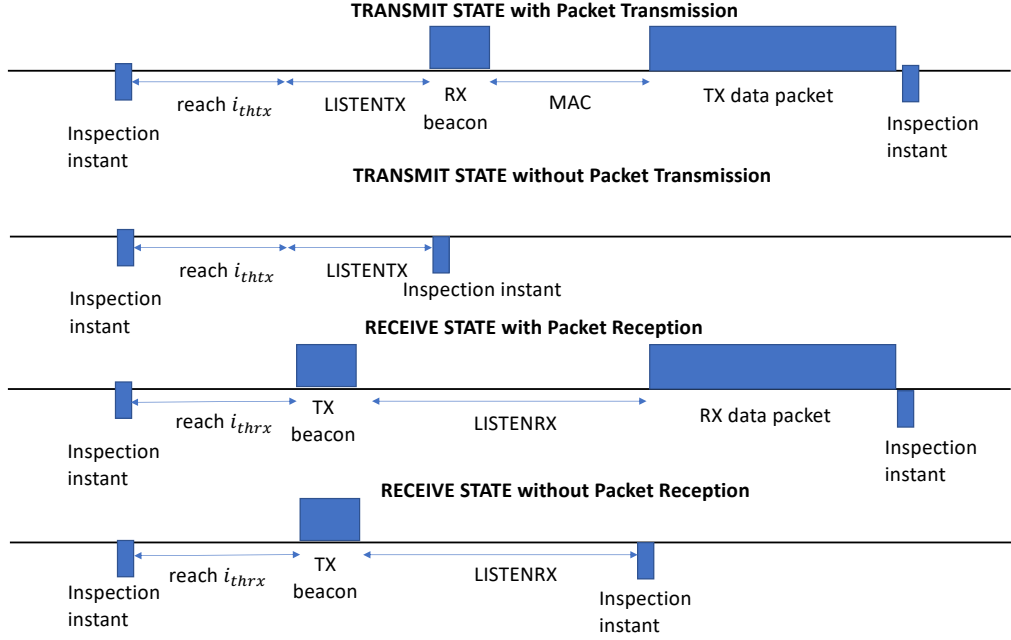 TRANSMIT STATE with Packet Transmission
reach i_thtx
LISTENTX
RX
beacon
MAC
TX data packet
Inspection
instant
Inspection
instant
TRANSMIT STATE without Packet Transmission
reach i_thtx
LISTENTX
Inspection
instant
Inspection instant
RECEIVE STATE with Packet Reception
reach i_thrx
TX
beacon
LISTENRX
RX data packet
Inspection
instant
Inspection
instant
RECEIVE STATE without Packet Reception
reach i_thrx
TX
beacon
LISTENRX
Inspection
instant
Inspection
instant